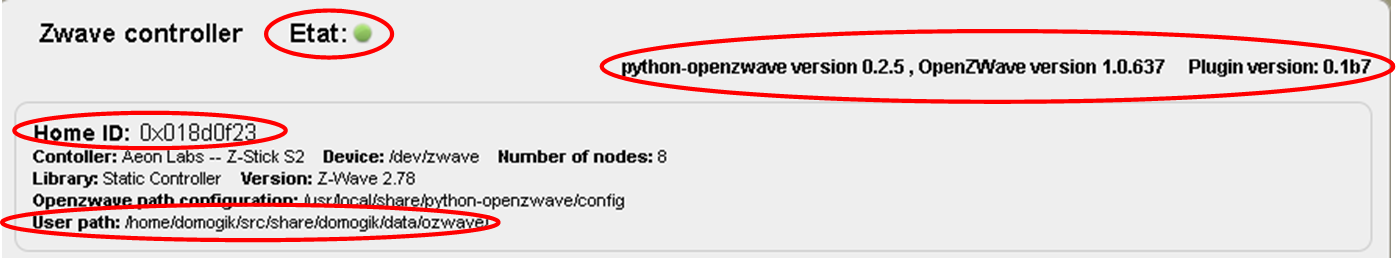 Zwave controller Etat:
python-openzwave version 0.2.5 , OpenZWave version 1.0.637 Plugin version: 0.1b7
Home ID: 0x018d0f23
Contoller: Aeon Labs -- Z-Stick S2 Device: /dev/zwave Number of nodes: 8
Library: Static Controller Version: Z-Wave 2.78
Openzwave path configuration: /usr/local/share/python-openzwave/config
User path: /home/domogik/src/share/domogik/data/ozwave/